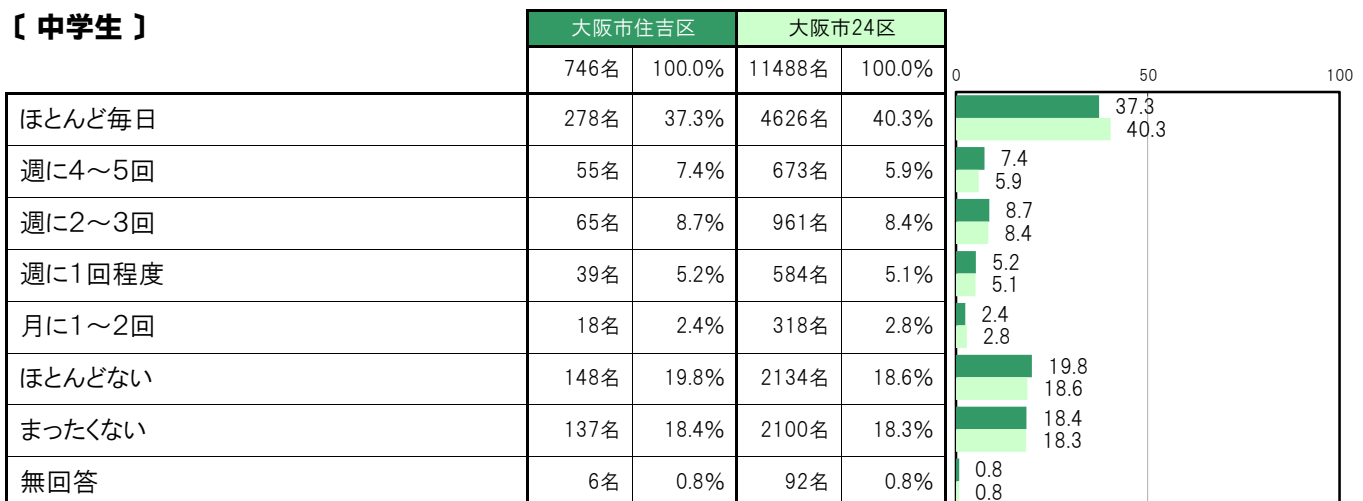 〔 中学生 〕
大阪市住吉区 大阪市24区
746名 100.0% 11488名 100.0%
0 50 100
ほとんど毎日 278名 37.3% 4626名 40.3% 37.3
40.3
週に4～5回 55名 7.4% 673名 5.9% 7.4
5.9
週に2～3回 65名 8.7% 961名 8.4% 8.7
8.4
週に1回程度 39名 5.2% 584名 5.1% 5.2
5.1
月に1～2回 18名 2.4% 318名 2.8% 2.4
2.8
ほとんどない 148名 19.8% 2134名 18.6% 19.8
18.6
まったくない 137名 18.4% 2100名 18.3% 18.4
18.3
無回答 6名 0.8% 92名 0.8% 0.8
0.8